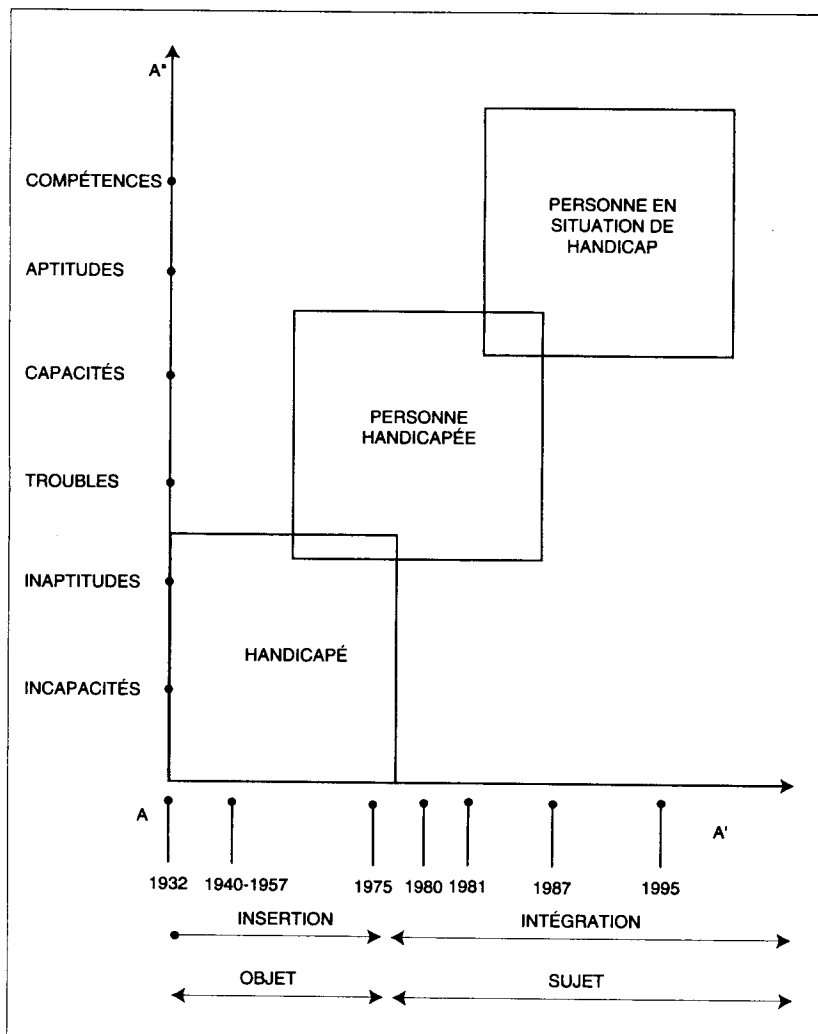 A"
COMPÉTENCES
PERSONNE EN
SITUATION DE
HANDICAP
APTITUDES
CAPACITÉS
PERSONNE
HANDICAPÉE
TROUBLES
INAPTITUDES
HANDICAPÉ
INCAPACITÉS
A
A'
1932 1940-1957 1975 1980 1981 1987 1995
INSERTION INTÉGRATION
OBJET SUJET